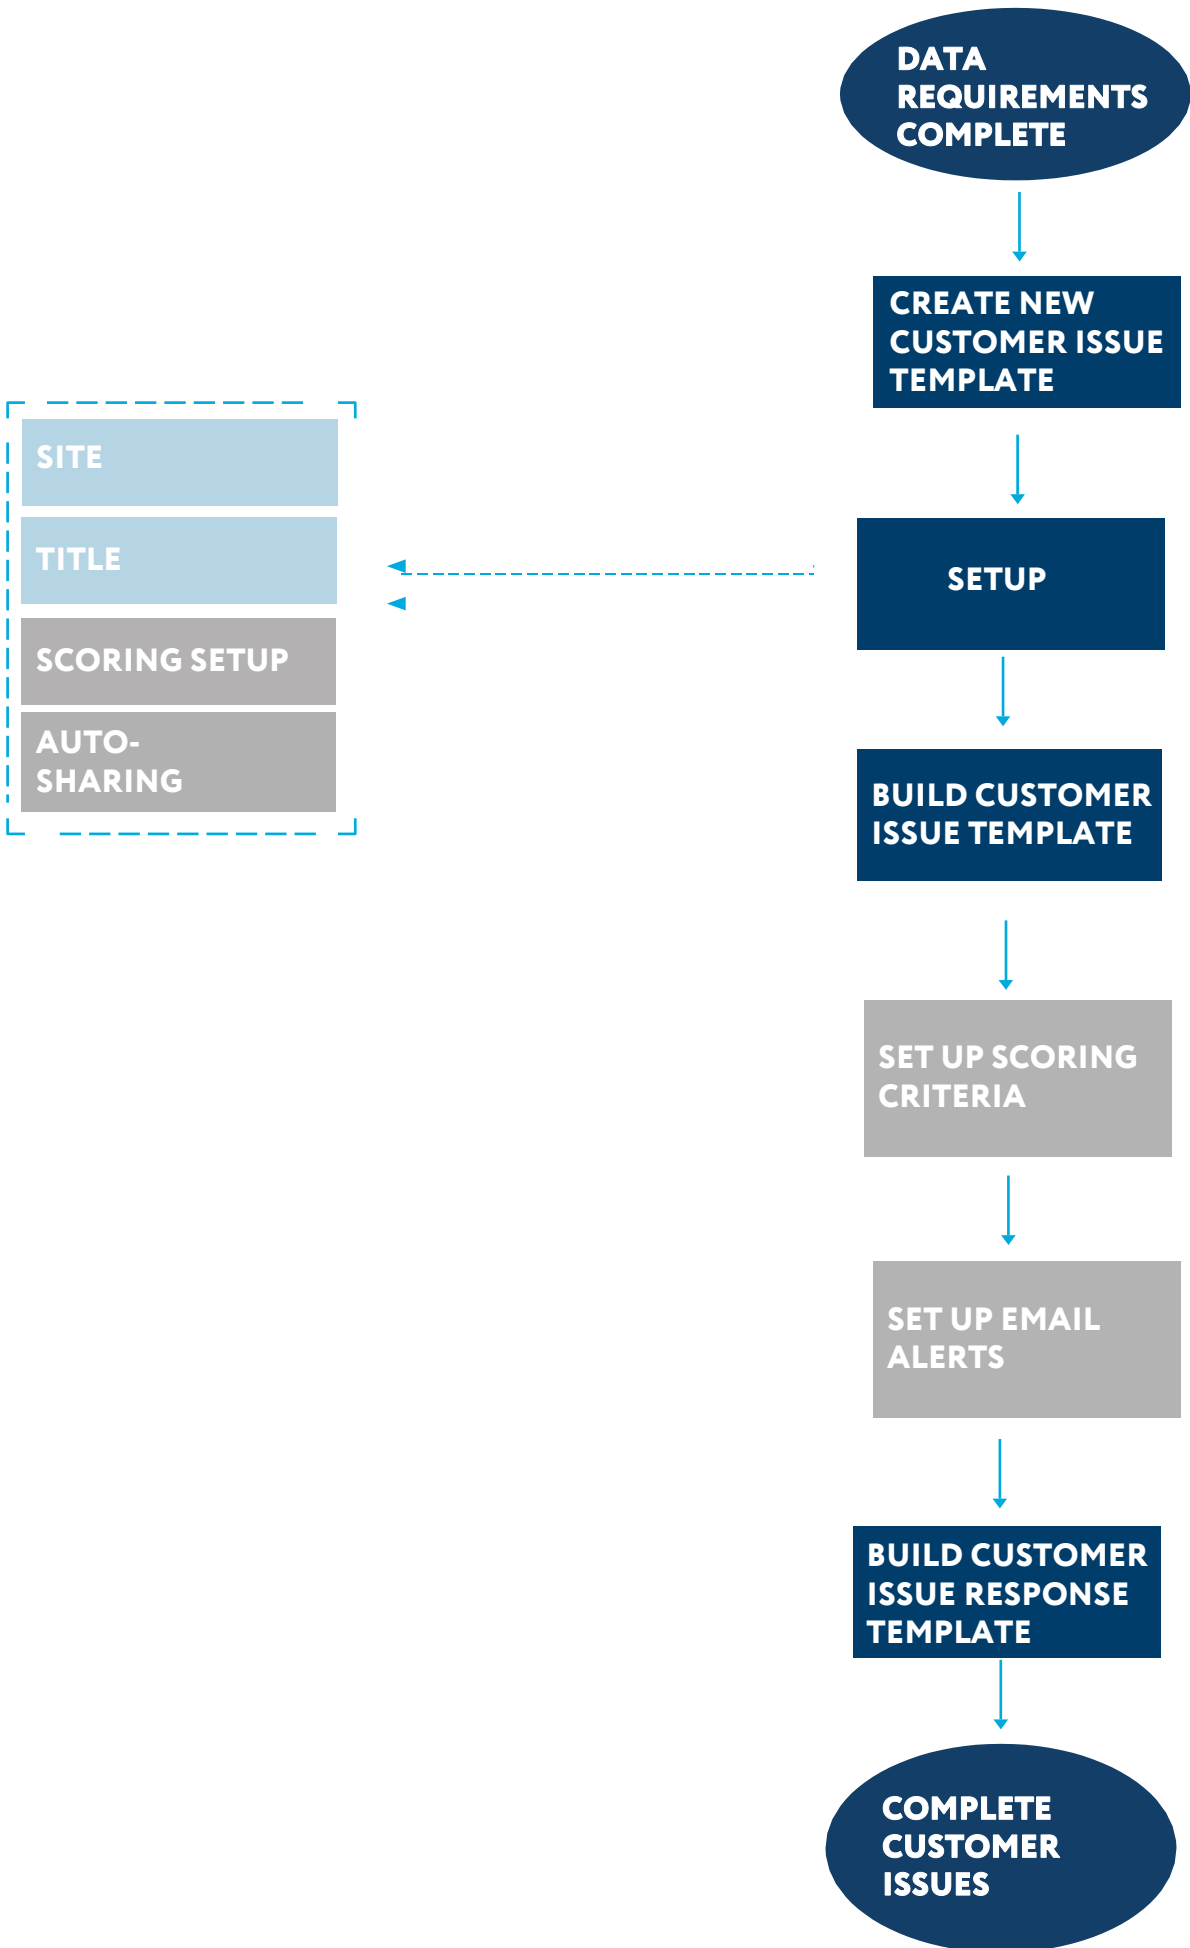 DATA
REQUIREMENTS
COMPLETE
CREATE NEW
CUSTOMER ISSUE
TEMPLATE
SITE
TITLE
SCORING SETUP
AUTO-
SHARING
SETUP
BUILD CUSTOMER
ISSUE TEMPLATE
SET UP SCORING
CRITERIA
SET UP EMAIL
ALERTS
BUILD CUSTOMER
ISSUE RESPONSE
TEMPLATE
COMPLETE
CUSTOMER
ISSUES